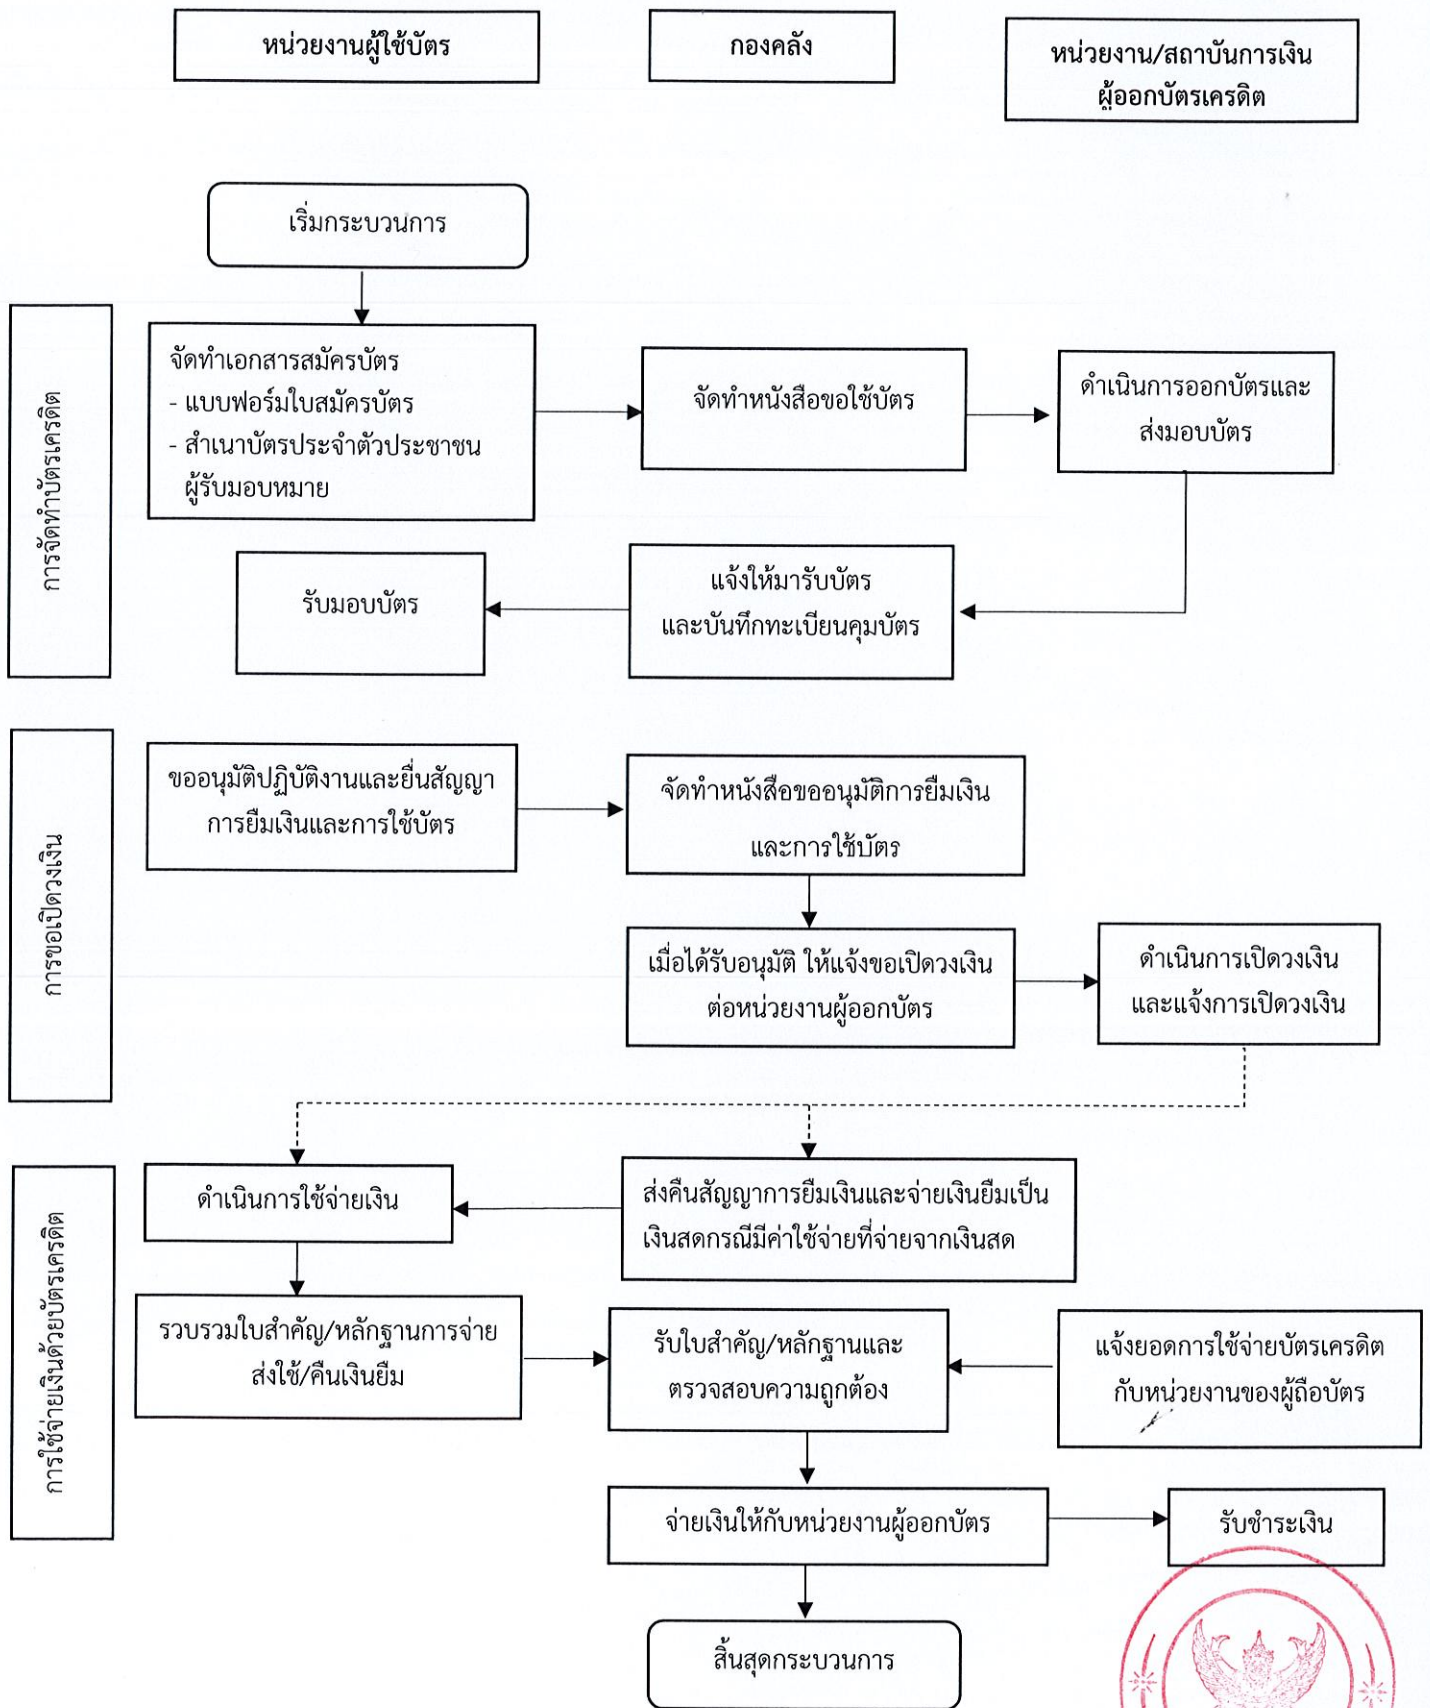 หน่วยงานผู้ใช้บัตร
กองคลัง
หน่วยงาน/สถาบันการเงิน
ผู้ออกบัตรเครดิต
เริ่มกระบวนการ
การจัดทำบัตรเครดิต
จัดทำเอกสารสมัครบัตร
- แบบฟอร์มใบสมัครบัตร
- สำเนาบัตรประจำตัวประชาชน
ผู้รับมอบหมาย
จัดทำหนังสือขอใช้บัตร
ดำเนินการออกบัตรและ
ส่งมอบบัตร
แจ้งให้มารับบัตร
และบันทึกทะเบียนคุมบัตร
รับมอบบัตร
การขอเปิดวงเงิน
ขออนุมัติปฏิบัติงานและยื่นสัญญา
การยืมเงินและการใช้บัตร
จัดทำหนังสือขออนุมัติการยืมเงิน
และการใช้บัตร
เมื่อได้รับอนุมัติ ให้แจ้งขอเปิดวงเงิน
ต่อหน่วยงานผู้ออกบัตร
ดำเนินการเปิดวงเงิน
และแจ้งการเปิดวงเงิน
การใช้จ่ายเงินด้วยบัตรเครดิต
ดำเนินการใช้จ่ายเงิน
ส่งคืนสัญญาการยืมเงินและจ่ายเงินยืมเป็น
เงินสดกรณีมีค่าใช้จ่ายที่จ่ายจากเงินสด
รวบรวมใบสำคัญ/หลักฐานการจ่าย
ส่งใช้/คืนเงินยืม
รับใบสำคัญ/หลักฐานและ
ตรวจสอบความถูกต้อง
แจ้งยอดการใช้จ่ายบัตรเครดิต
กับหน่วยงานของผู้ถือบัตร
จ่ายเงินให้กับหน่วยงานผู้ออกบัตร
รับชำระเงิน
สิ้นสุดกระบวนการ